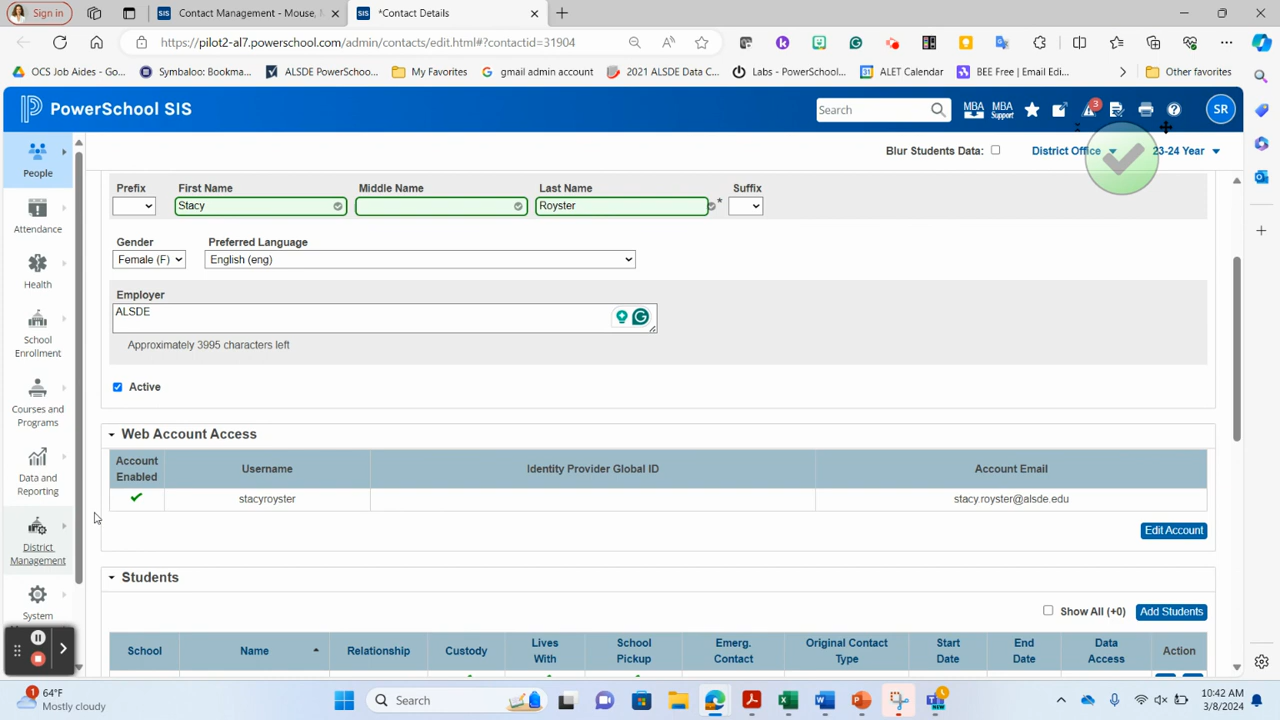 Sign in
SIS
Contact Management - Mouse, M
SIS
*Contact Details
https://pilot2-al7.powerschool.com/admin/contacts/edit.html#?contactid=31904
OCS Job Aides - Go...
Symbaloo: Bookma...
ALSDE PowerSchoo...
My Favorites
gmail admin account
2021 ALSDE Data C...
Labs - PowerSchool...
ALET Calendar
BEE Free | Email Edi...
Other favorites
PowerSchool SIS
Search
MBA
MBA Support
3
SR
Blur Students Data:
District Office
23-24 Year
People
Attendance
Health
School
Enrollment
Courses and
Programs
Data and
Reporting
District
Management
System
Prefix
First Name
Middle Name
Last Name
Suffix
Stacy
Royster
*
Gender
Preferred Language
Female (F)
English (eng)
Employer
ALSDE
Approximately 3995 characters left
Active
Web Account Access
Account
Enabled
Username
Identity Provider Global ID
Account Email
stacyroyster
stacy.royster@alsde.edu
Edit Account
Students
Show All (+0)
Add Students
School
Name
Relationship
Custody
Lives
With
School
Pickup
Emerg.
Contact
Original Contact
Type
Start
Date
End
Date
Data
Access
Action
1
64°F
Mostly cloudy
Search
10:42 AM
3/8/2024